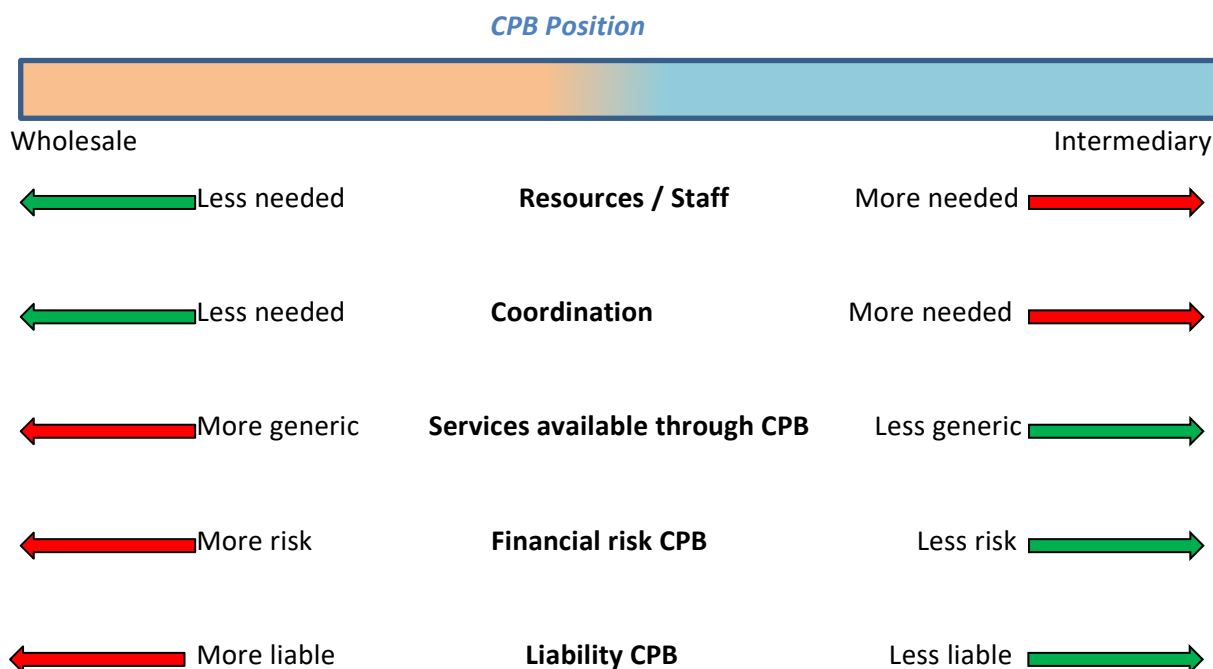 CPB Position
Wholesale Intermediary
Less needed Resources / Staff More needed
Less needed Coordination More needed
More generic Services available through CPB Less generic
More risk Financial risk CPB Less risk
More liable Liability CPB Less liable